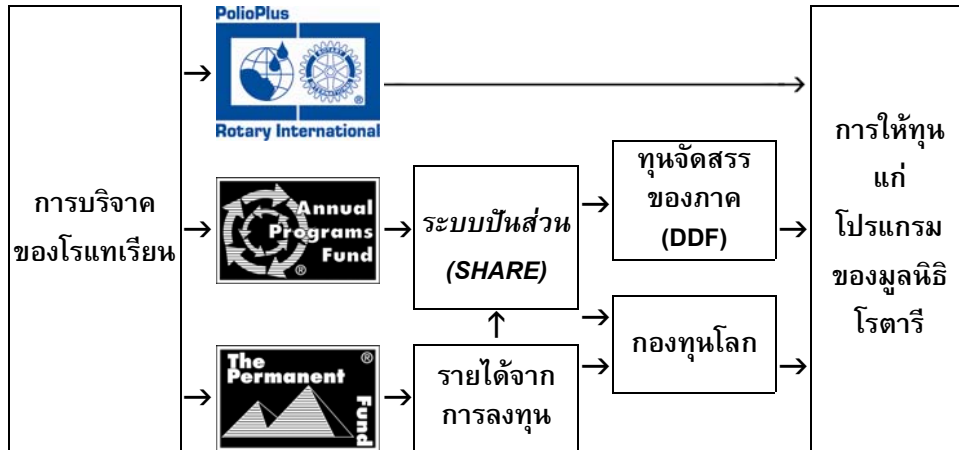 การบริจาค
ของโรแทเรียน
PolioPlus
ROTARY
INTERNATIONAL
®
Rotary International
Annual
Programs
Fund
®
The
Permanent
Fund
®
ระบบปันส่วน
(SHARE)
รายได้จาก
การลงทุน
ทุนจัดสรร
ของภาค
(DDF)
กองทุนโลก
การให้ทุน
แก่
โปรแกรม
ของมูลนิธิ
โรตารี